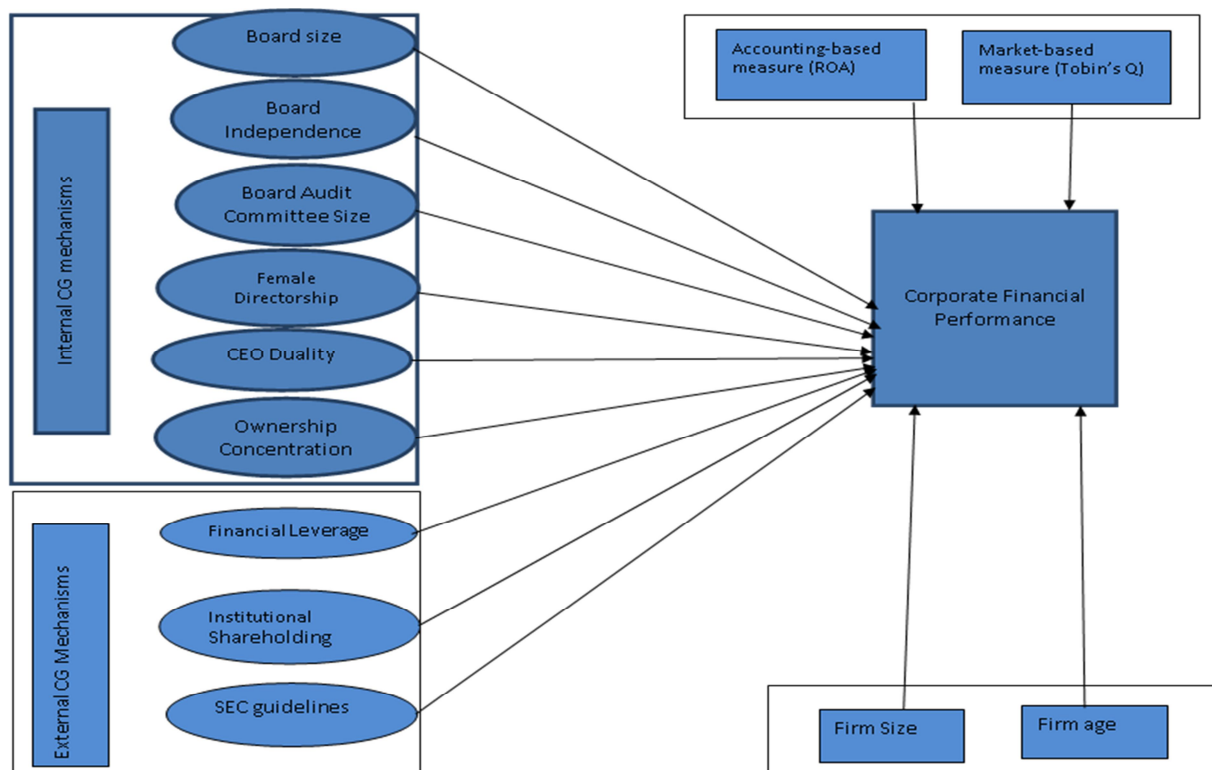 Internal CG mechanisms
Board size
Board
Independence
Board Audit
Committee Size
Female
Directorship
CEO Duality
Ownership
Concentration
External CG Mechanisms
Financial Leverage
Institutional
Shareholding
SEC guidelines
Accounting-based
measure (ROA)
Market-based
measure (Tobin’s Q)
Corporate Financial
Performance
Firm Size
Firm age